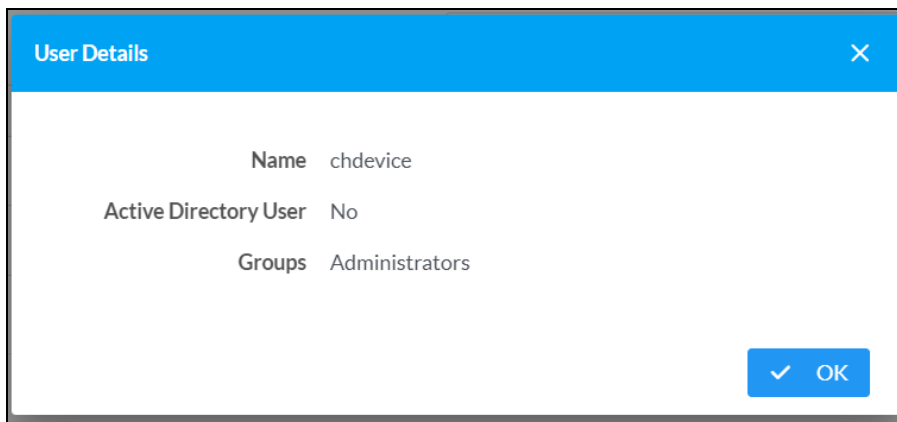 User Details
Name chdevice
Active Directory User No
Groups Administrators
OK